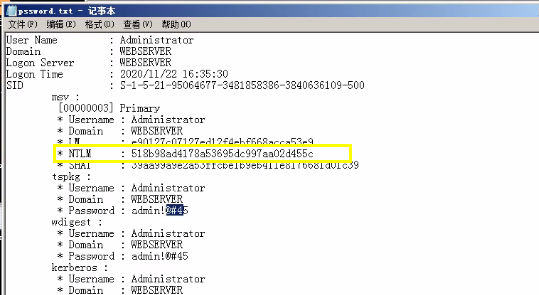 pssword.txt - 记事本
文件(F) 编辑(E) 格式(O) 查看(V) 帮助(H)
User Name : Administrator
Domain : WEBSERVER
Logon Server : WEBSERVER
Logon Time : 2020/11/22 16:35:30
SID : S-1-5-21-95064677-3481858386-3840636109-500
msv :
[00000003] Primary
* Username : Administrator
* Domain : WEBSERVER
* LM :
* NTLM : 518b98ad4178a53695dc997aa02d455c
* SHA1 :
tspkg :
* Username : Administrator
* Domain : WEBSERVER
* Password : admin!@#45
wdigest :
* Username : Administrator
* Domain : WEBSERVER
* Password : admin!@#45
kerberos :
* Username : Administrator
* Domain : WEBSERVER